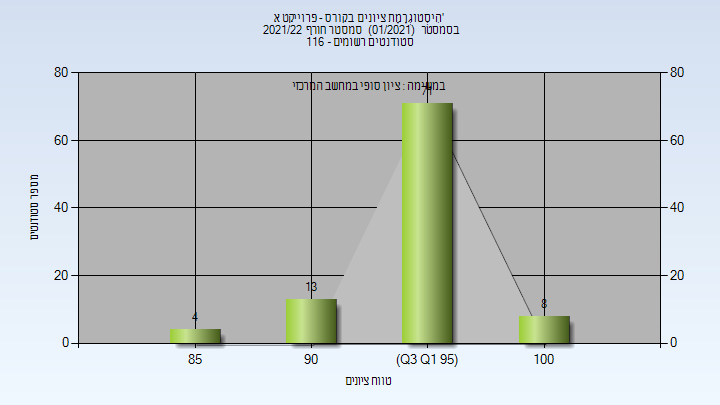 היסטוגרמת ציונים בקורס - פרוייקט א'
בסמסטר (01/2021) סמסטר חורף 2021/22
סטודנטים רשומים - 116
במשימה : ציון סופי במחשב המרכזי
80
60
40
20
0
80
60
40
20
0
4
13
71
8
85
90
(Q3 Q1 95)
100
מספר סטודנטים
טווח ציונים